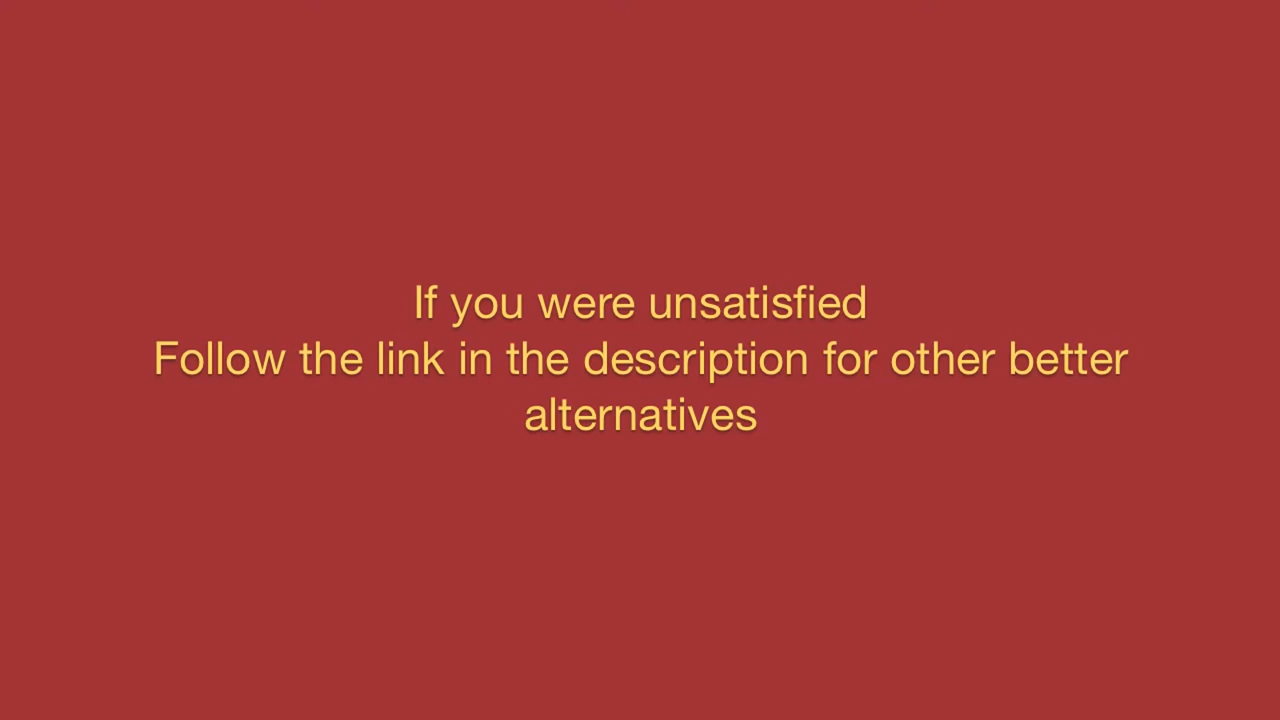 If you were unsatisfied
Follow the link in the description for other better
alternatives